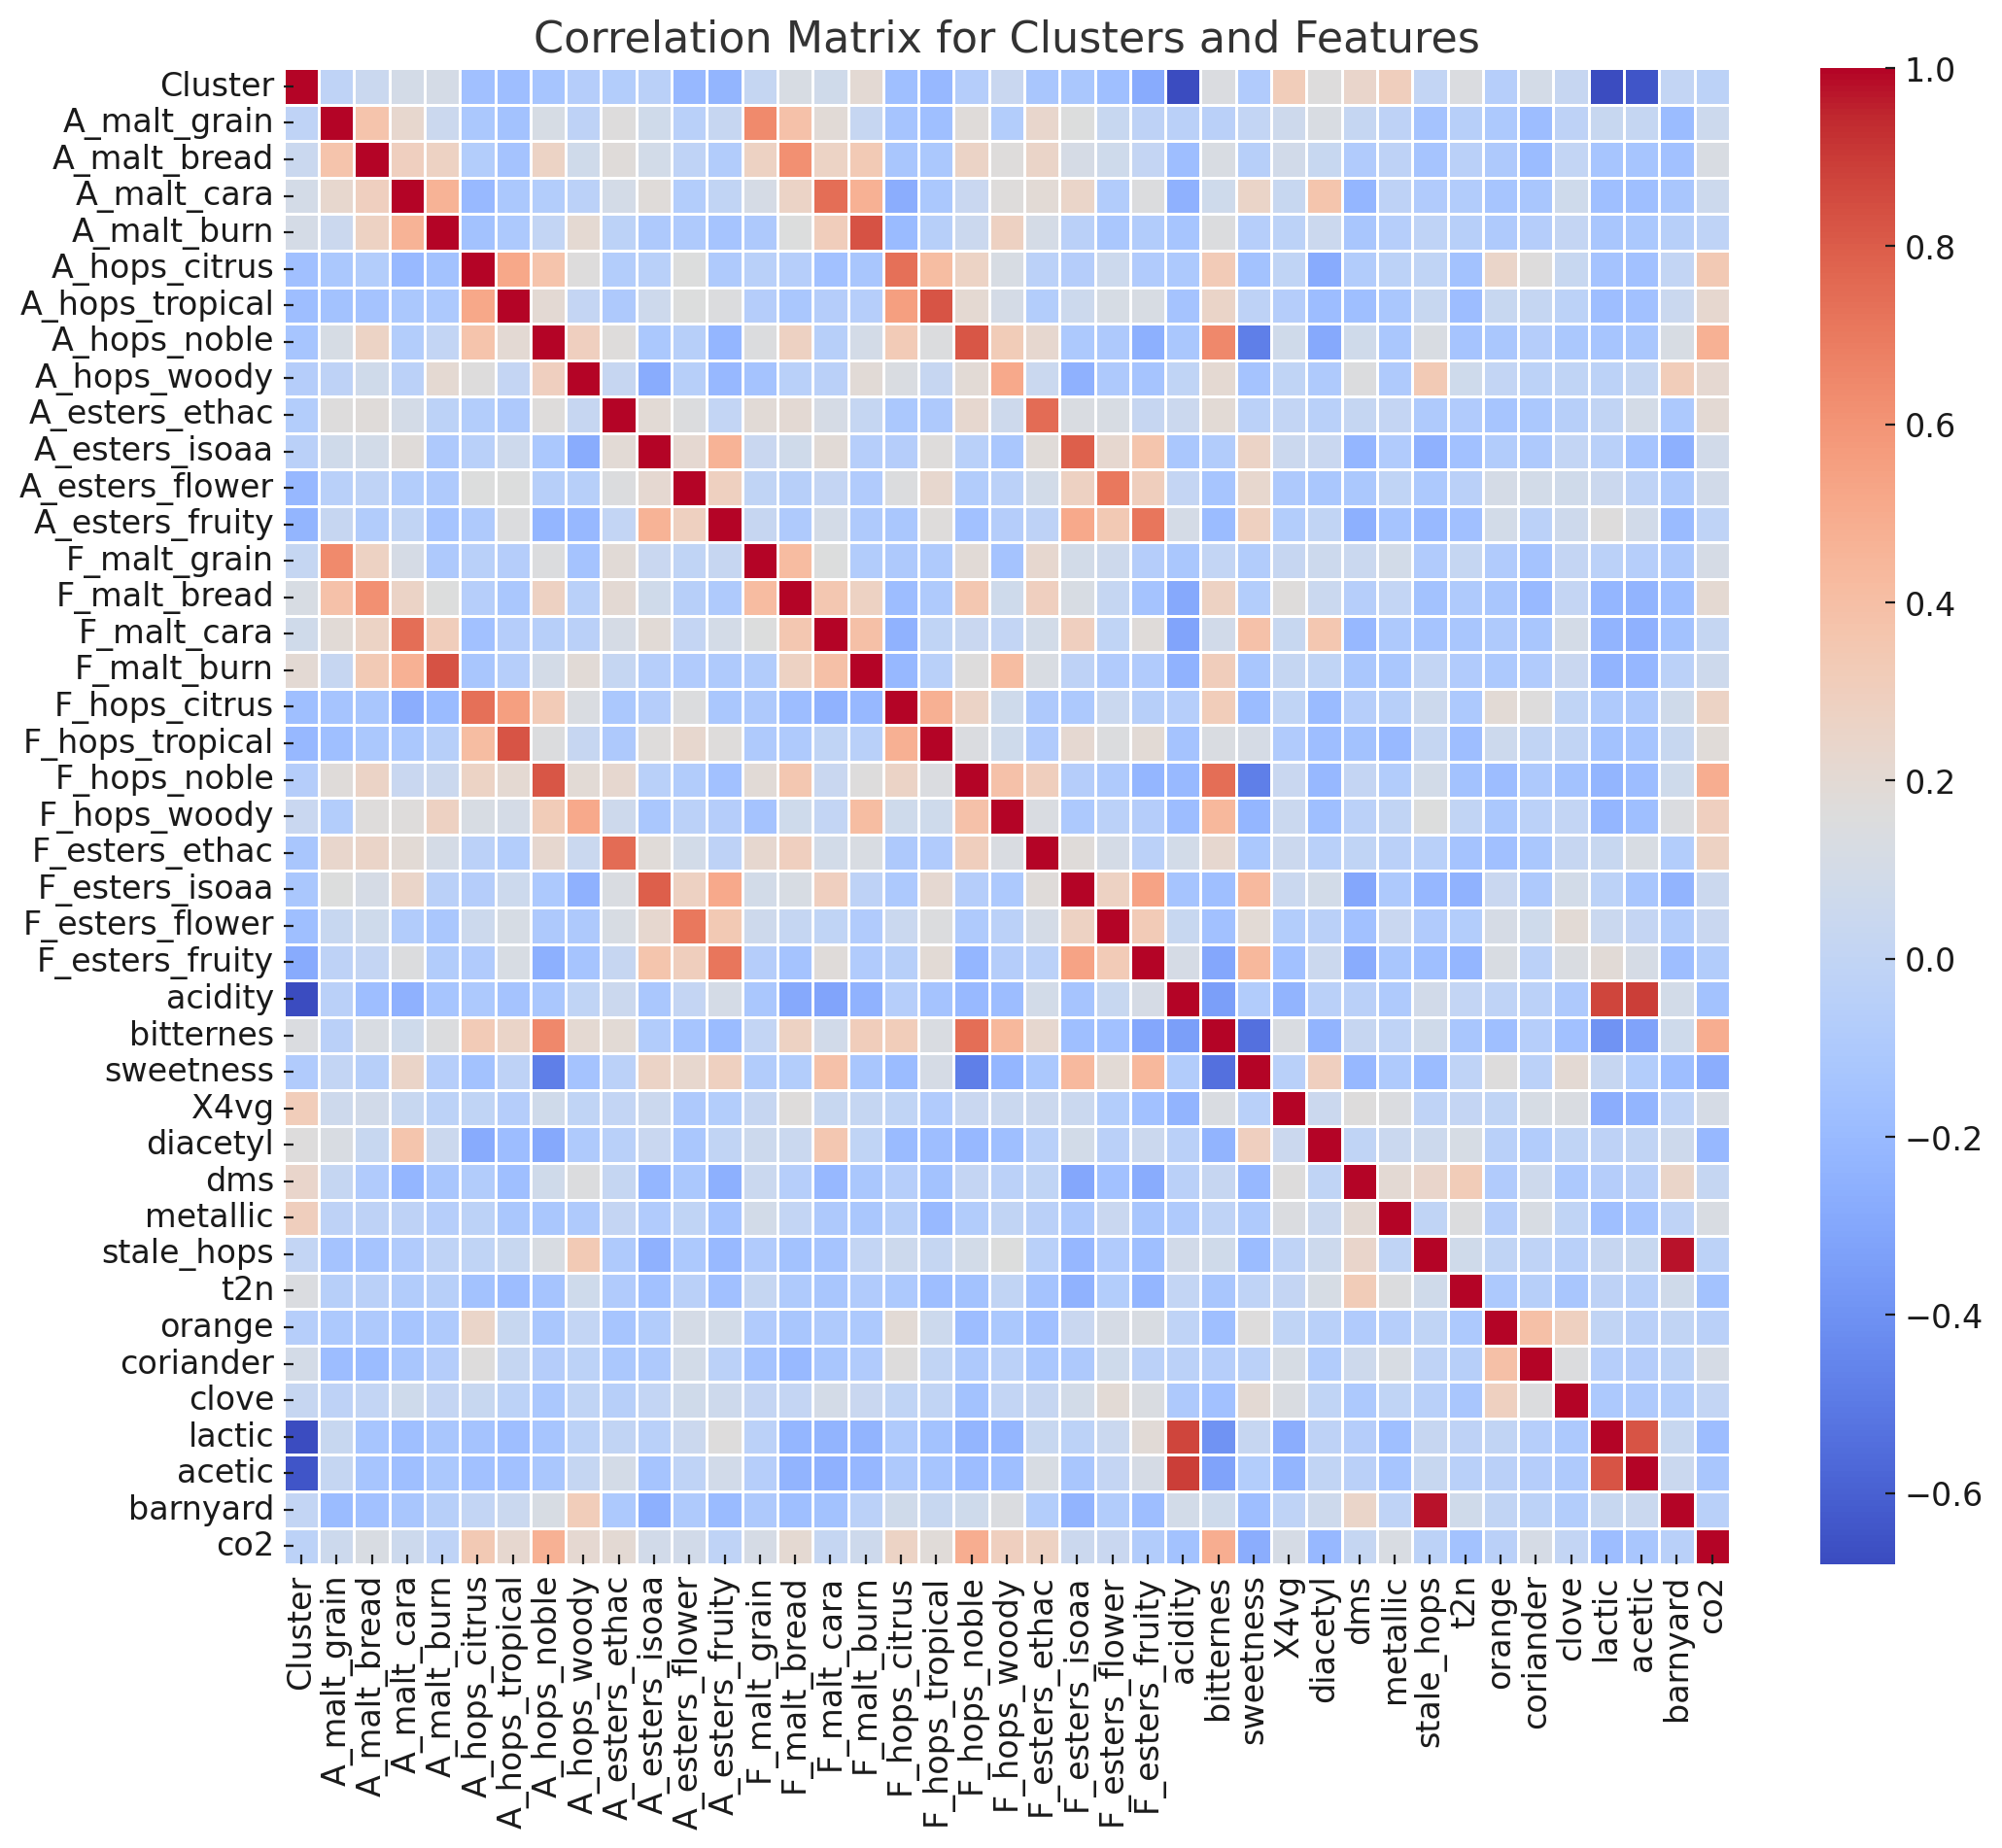 Correlation Matrix for Clusters and Features
Cluster
A_malt_grain
A_malt_bread
A_malt_cara
A_malt_burn
A_hops_citrus
A_hops_tropical
A_hops_noble
A_hops_woody
A_esters_ethac
A_esters_isoaa
A_esters_flower
A_esters_fruity
F_malt_grain
F_malt_bread
F_malt_cara
F_malt_burn
F_hops_citrus
F_hops_tropical
F_hops_noble
F_hops_woody
F_esters_ethac
F_esters_isoaa
F_esters_flower
F_esters_fruity
acidity
bitternes
sweetness
X4vg
diacetyl
dms
metallic
stale_hops
t2n
orange
coriander
clove
lactic
acetic
barnyard
co2
Cluster
A_malt_grain
A_malt_bread
A_malt_cara
A_malt_burn
A_hops_citrus
A_hops_tropical
A_hops_noble
A_hops_woody
A_esters_ethac
A_esters_isoaa
A_esters_flower
A_esters_fruity
F_malt_grain
F_malt_bread
F_malt_cara
F_malt_burn
F_hops_citrus
F_hops_tropical
F_hops_noble
F_hops_woody
F_esters_ethac
F_esters_isoaa
F_esters_flower
F_esters_fruity
acidity
bitternes
sweetness
X4vg
diacetyl
dms
metallic
stale_hops
t2n
orange
coriander
clove
lactic
acetic
barnyard
co2
1.0
0.8
0.6
0.4
0.2
0.0
−0.2
−0.4
−0.6